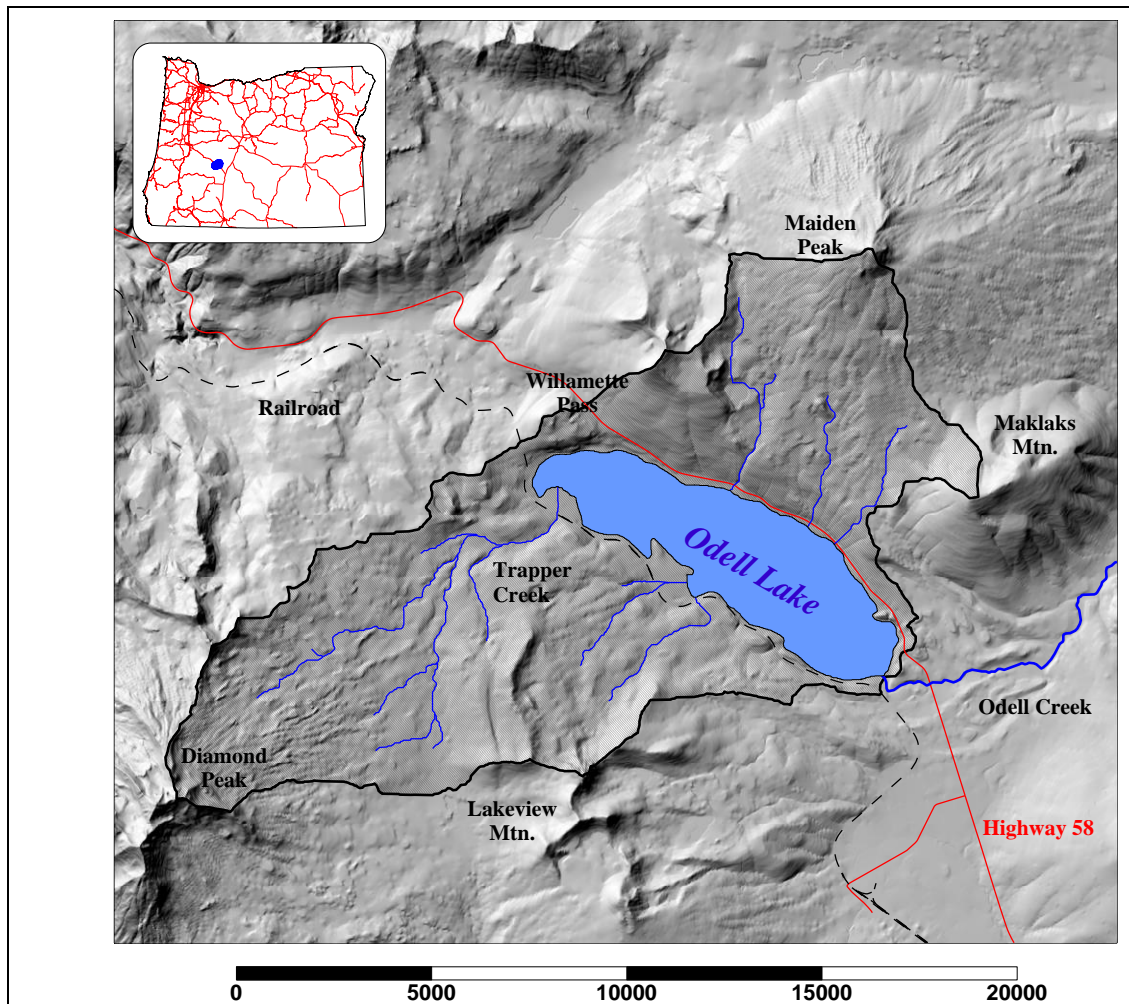 Maiden
Peak
Willamette
Pass
Railroad
Maklaks
Mtn.
Odell Lake
Trapper
Creek
Odell Creek
Diamond
Peak
Lakeview
Mtn.
Highway 58
0 5000 10000 15000 20000